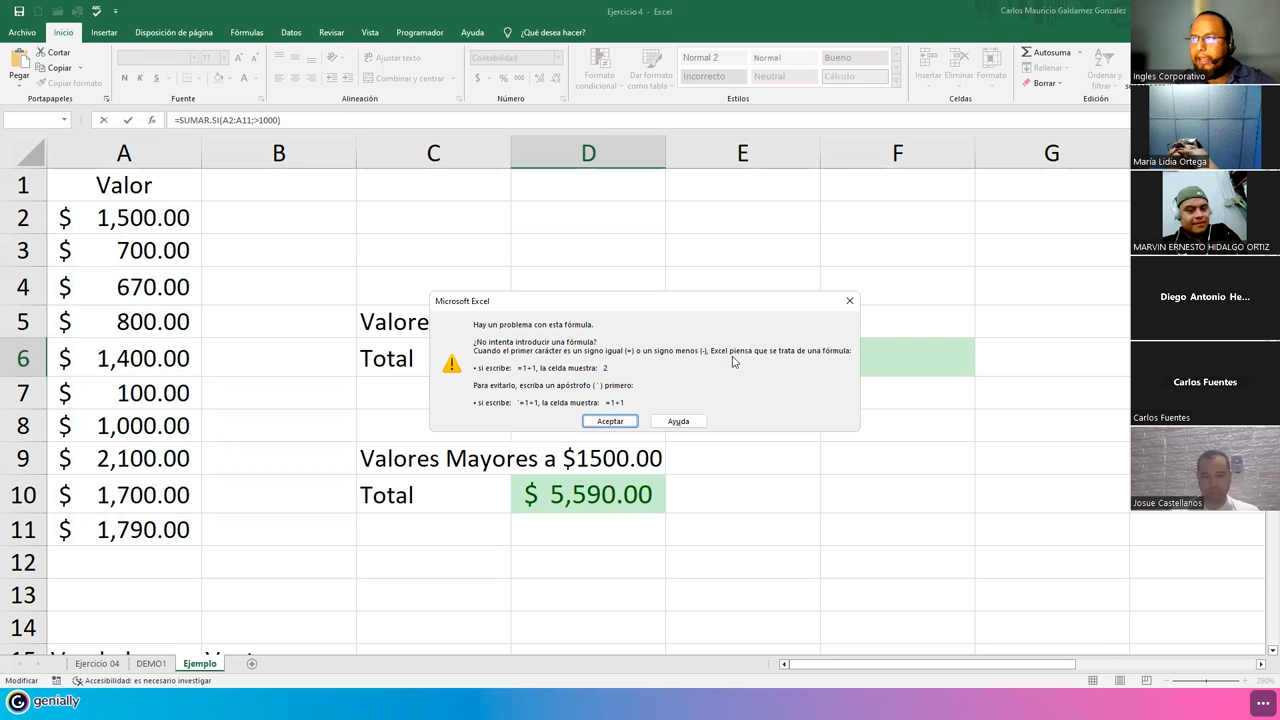 Ejercicio 4 - Excel
Carlos Mauricio Galdamez Gonzalez
Archivo Inicio Insertar Disposición de página Fórmulas Datos Revisar Vista Programador Ayuda ¿Qué desea hacer?
Pegar
Cortar
Copiar
Copiar formato
Portapapeles
11
N K S
Fuente
Ajustar texto
Combinar y centrar
Alineación
Contabilidad
$ % 000
Número
Formato condicional
Dar formato como tabla
Normal 2 Normal Bueno
Incorrecto Neutral Cálculo
Estilos
Insertar Eliminar Formato
Celdas
Autosuma
Rellenar
Borrar
Ordenar y filtrar
Edición
=SUMAR.SI(A2:A11;>1000)
A B C D E F G
1 Valor
2 $ 1,500.00
3 $ 700.00
4 $ 670.00
5 $ 800.00 Valore
6 $ 1,400.00 Total
7 $ 100.00
8 $ 1,000.00
9 $ 2,100.00 Valores Mayores a $1500.00
10 $ 1,700.00 Total $ 5,590.00
11 $ 1,790.00
12
13
14
Microsoft Excel
Hay un problema con esta fórmula.
¿No intenta introducir una fórmula?
Cuando el primer carácter es un signo igual (=) o un signo menos (-), Excel piensa que se trata de una fórmula:
• si escribe: =1+1, la celda muestra: 2
Para evitarlo, escriba un apóstrofo ( ' ) primero:
• si escribe: '=1+1, la celda muestra: =1+1
Aceptar Ayuda
Ejercicio 04 DEMO1 Ejemplo
Modificar Accesibilidad: es necesario investigar
290%
genially
Ingles Corporativo
María Lidia Ortega
MARVIN ERNESTO HIDALGO ORTIZ
Diego Antonio He...
Carlos Fuentes
Carlos Fuentes
Josue Castellanos